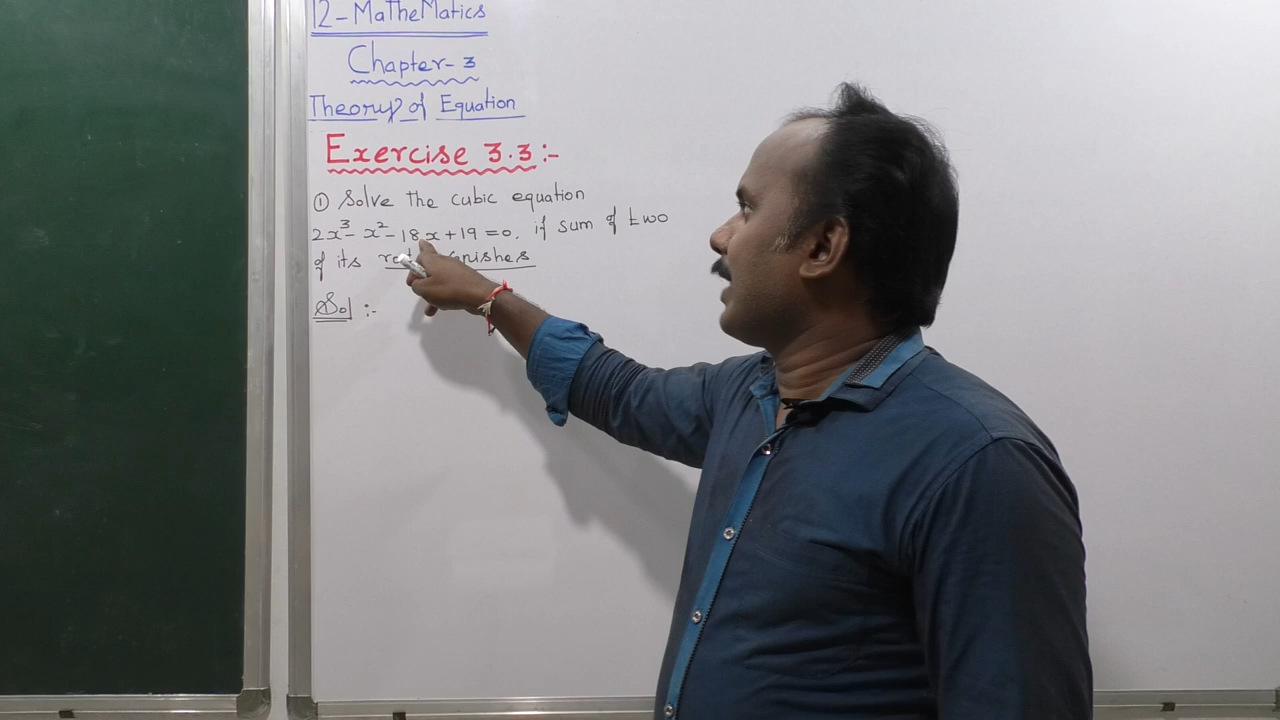 12-MatheMatics
Chapter-3
Theory of Equation
Exercise 3.3:-
① Solve the cubic equation
2x³- x²- 18x+19 =0. if sum of two
of its
Sol :-